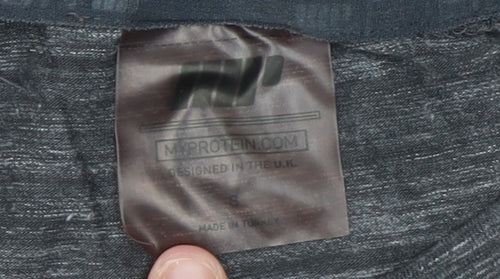 MYPROTEIN.COM
DESIGNED IN THE U.K.
S
MADE IN TURKEY